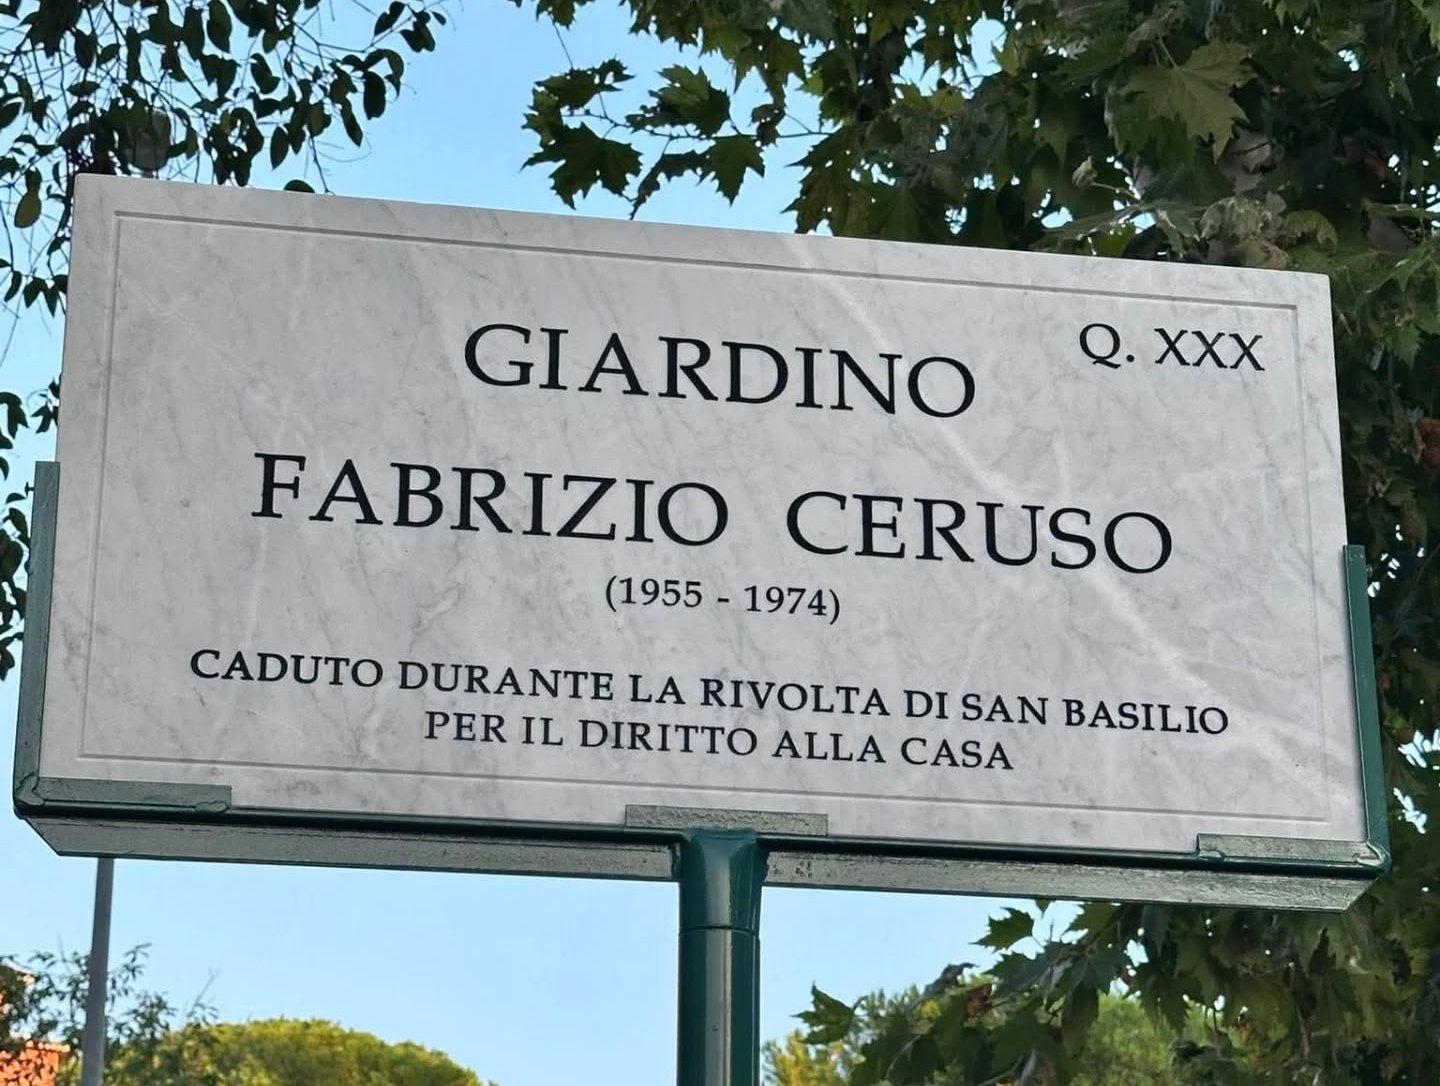 Q. XXX
GIARDINO
FABRIZIO CERUSO
(1955 - 1974)
CADUTO DURANTE LA RIVOLTA DI SAN BASILIO
PER IL DIRITTO ALLA CASA